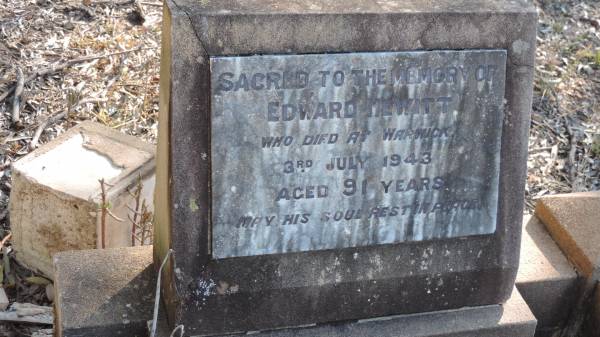 SACRED TO THE MEMORY OF
EDWARD HEWITT
WHO DIED AT WARWICK,
3RD JULY 1943
AGED 91 YEARS.
MAY HIS SOUL REST IN PEACE.